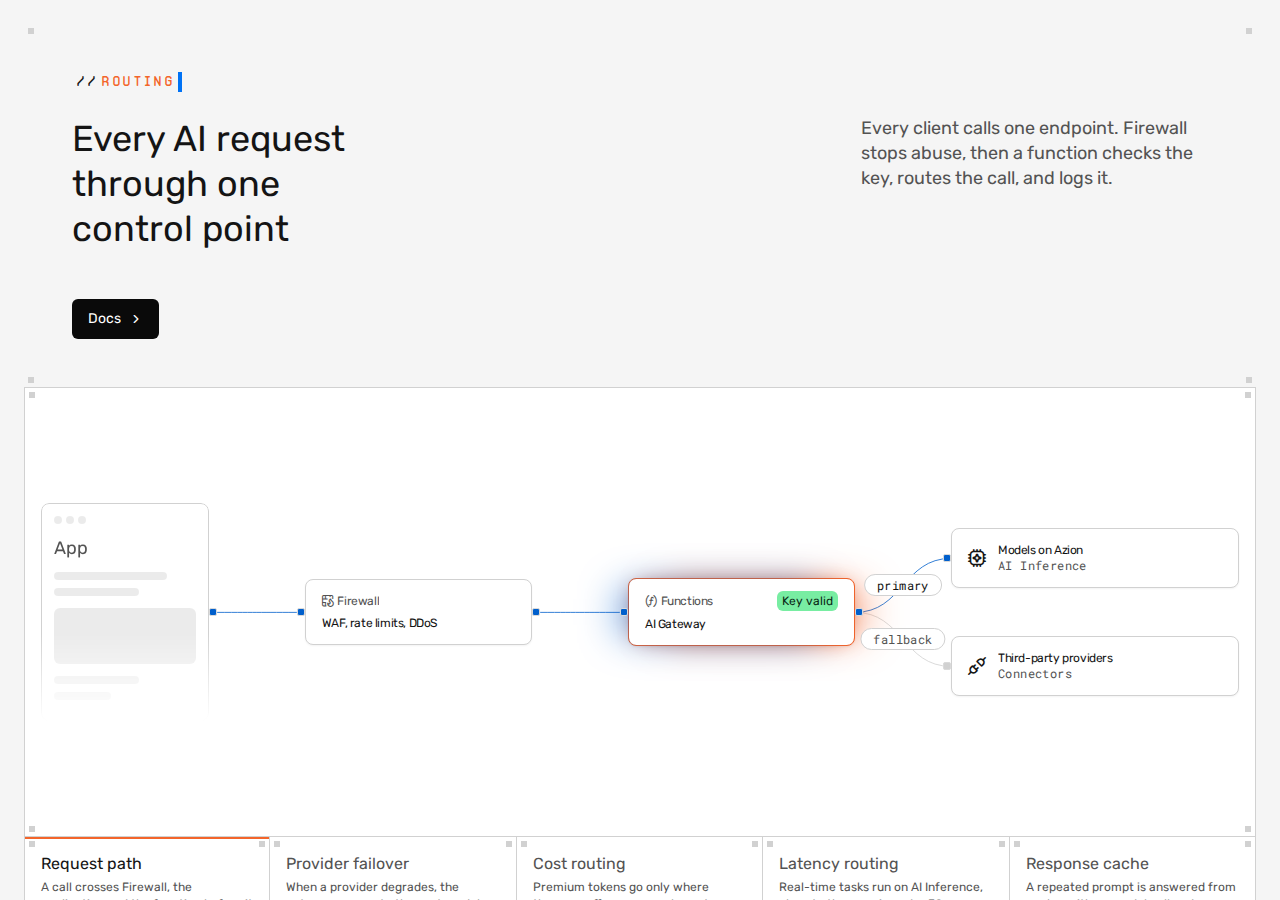 ROUTING
Every AI request
through one
control point
Every client calls one endpoint. Firewall
stops abuse, then a function checks the
key, routes the call, and logs it.
Docs
App
Firewall
WAF, rate limits, DDoS
Functions
Key valid
AI Gateway
primary
fallback
Models on Azion
AI Inference
Third-party providers
Connectors
Request path
A call crosses Firewall, the
Provider failover
When a provider degrades, the
Cost routing
Premium tokens go only where
Latency routing
Real-time tasks run on AI Inference,
Response cache
A repeated prompt is answered from